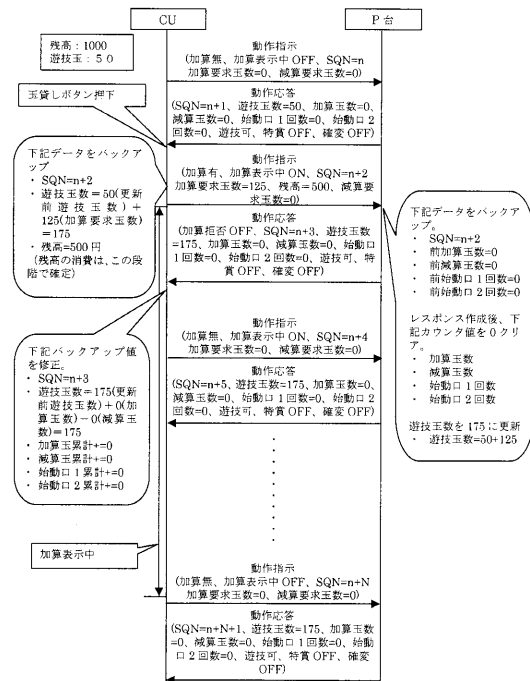 CU
P台
残高:1000
遊技玉:50
動作指示
(加算無、加算表示中 OFF、SQN=n
加算要求玉数=0、減算要求玉数=0)
玉貸しボタン押下
動作応答
(SQN=n+1、遊技玉数=50、加算玉数=0、
減算玉数=0、始動口1回数=0、始動口2
回数=0、遊技可、特賞 OFF、確変 OFF)
下記データをバックアッ
プ
・ SQN=n+2
・ 遊技玉数=50(更新
前遊技玉数)+
125(加算要求玉数)
=175
・ 残高=500円
(残高の消費は、この段
階で確定)
動作指示
(加算有、加算表示中 ON、SQN=n+2
加算要求玉数=125、残高=500、減算要
求玉数=0)
動作応答
(加算拒否 OFF、SQN=n+3、遊技玉数
=175、加算玉数=0、減算玉数=0、始動口
1回数=0、始動口2回数=0、遊技可、特
賞 OFF、確変 OFF)
下記データをバックアッ
プ。
・ SQN=n+2
・ 前加算玉数=0
・ 前減算玉数=0
・ 前始動口1回数=0
・ 前始動口2回数=0
レスポンス作成後、下
記カウンタ値を0クリ
ア。
・ 加算玉数
・ 減算玉数
・ 始動口1回数
・ 始動口2回数
遊技玉数を175に更新
・ 遊技玉数=50+125
下記バックアップ値
を修正。
・ SQN=n+3
・ 遊技玉数=175(更新
前遊技玉数)+0(加
算玉数)-0(減算玉
数)=175
・ 加算玉累計+=0
・ 減算玉累計+=0
・ 始動口1累計+=0
・ 始動口2累計+=0
動作指示
(加算無、加算表示中 ON、SQN=n+4
加算要求玉数=0、減算要求玉数=0)
動作応答
(SQN=n+5、遊技玉数=175、加算玉数=0、
減算玉数=0、始動口1回数=0、始動口2
回数=0、遊技可、特賞 OFF、確変 OFF)
加算表示中
動作指示
(加算無、加算表示中 OFF、SQN=n+N
加算要求玉数=0、減算要求玉数=0)
動作応答
(SQN=n+N+1、遊技玉数=175、加算玉数
=0、減算玉数=0、始動口1回数=0、始動
口2回数=0、遊技可、特賞 OFF、確変
OFF)